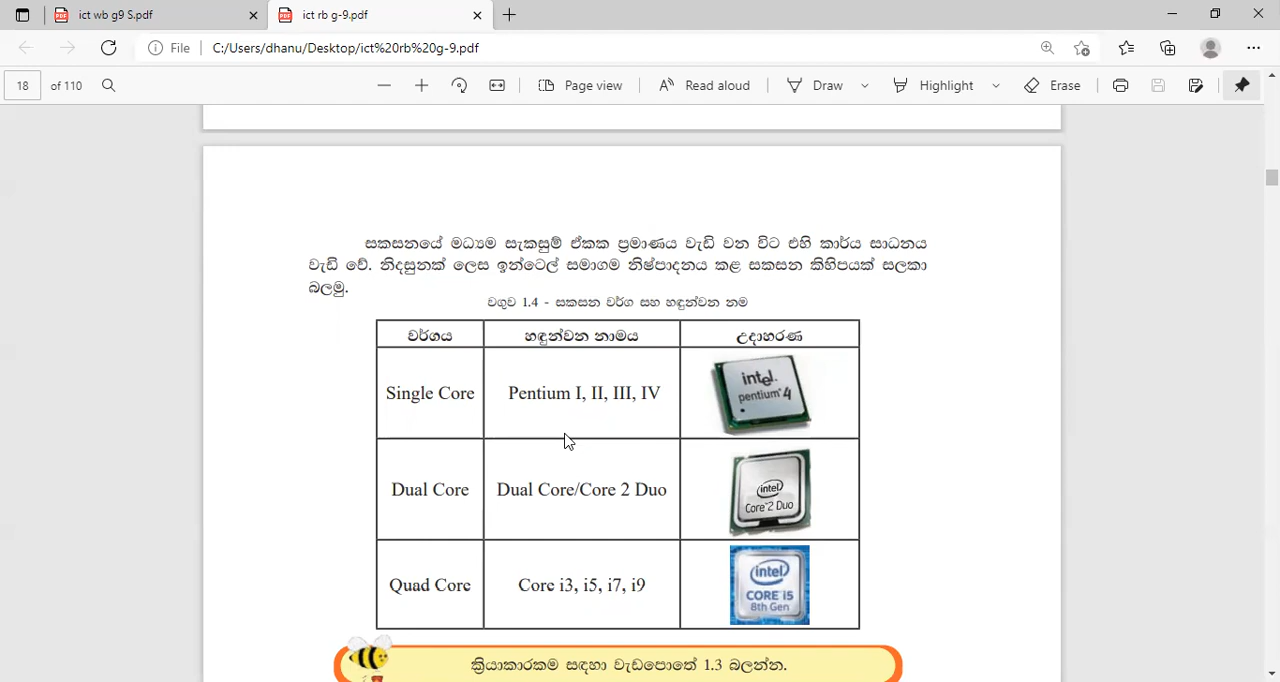 ict wb g9 S.pdf
ict rb g-9.pdf
File C:/Users/dhanu/Desktop/ict%20rb%20g-9.pdf
18 of 110 Page view Read aloud Draw Highlight Erase
සකසනයේ මධ්‍යම සැකසුම් ඒකක ප්‍රමාණය වැඩි වන විට එහි කාර්ය සාධනය
වැඩි වේ. නිදසුනක් ලෙස ඉන්ටෙල් සමාගම නිෂ්පාදනය කළ සකසන කිහිපයක් සලකා
බලමු.
වගුව 1.4 - සකසන වර්ග සහ හඳුන්වන නම
වර්ගය හඳුන්වන නාමය උදාහරණ
Single Core Pentium I, II, III, IV
intel.
pentium 4
Dual Core Dual Core/Core 2 Duo
intel
Core 2 Duo
Quad Core Core i3, i5, i7, i9
intel
CORE i5
8th Gen
ක්‍රියාකාරකම සඳහා වැඩපොතේ 1.3 බලන්න.